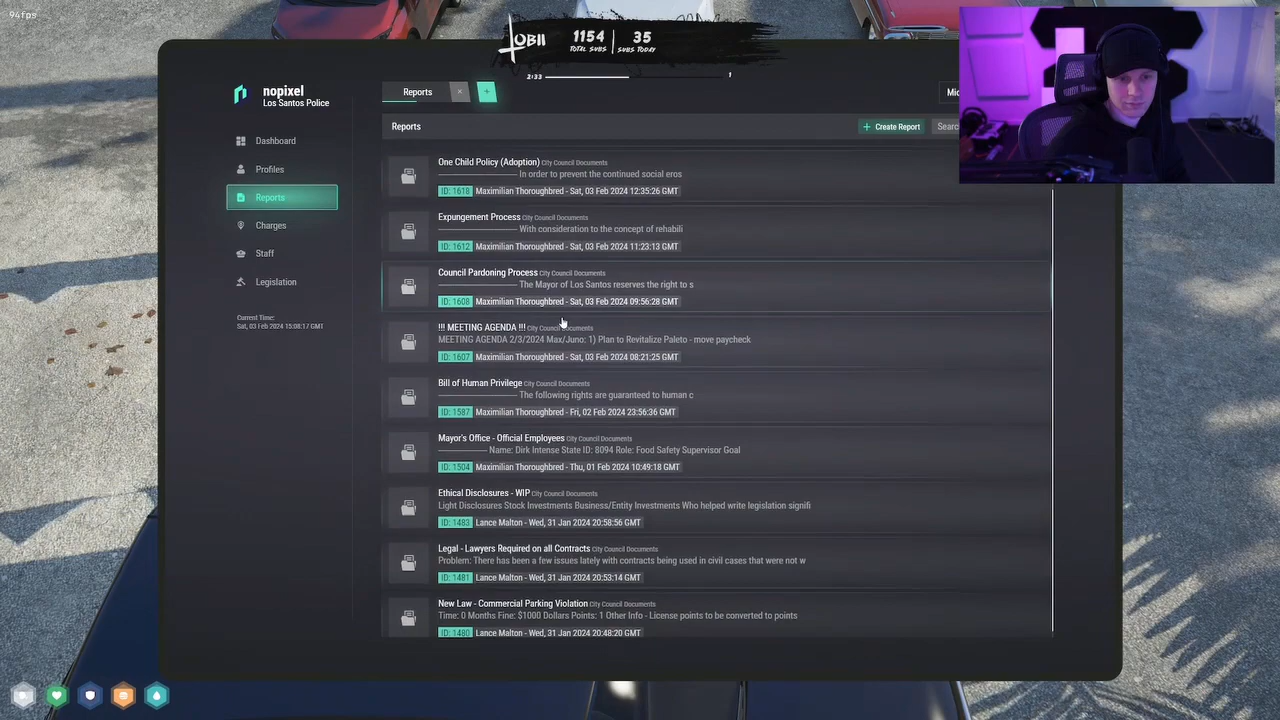 94fps
LOBII
1154
TOTAL SUBS
35
SUBS TODAY
2:33
1
nopixel
Los Santos Police
Dashboard
Profiles
Reports
Charges
Staff
Legislation
Current Time:
Sat, 03 Feb 2024 15:08:17 GMT
Reports × +
Reports
+ Create Report
One Child Policy (Adoption) City Council Documents
———————— In order to prevent the continued social eros
ID: 1618 Maximilian Thoroughbred - Sat, 03 Feb 2024 12:35:26 GMT
Expungement Process City Council Documents
———————— With consideration to the concept of rehabili
ID: 1612 Maximilian Thoroughbred - Sat, 03 Feb 2024 11:23:13 GMT
Council Pardoning Process City Council Documents
———————— The Mayor of Los Santos reserves the right to s
ID: 1608 Maximilian Thoroughbred - Sat, 03 Feb 2024 09:56:28 GMT
!!! MEETING AGENDA !!! City Council Documents
MEETING AGENDA 2/3/2024 Max/Juno: 1) Plan to Revitalize Paleto - move paycheck
ID: 1607 Maximilian Thoroughbred - Sat, 03 Feb 2024 08:21:25 GMT
Bill of Human Privilege City Council Documents
———————— The following rights are guaranteed to human c
ID: 1587 Maximilian Thoroughbred - Fri, 02 Feb 2024 23:56:36 GMT
Mayor's Office - Official Employees City Council Documents
————— Name: Dirk Intense State ID: 8094 Role: Food Safety Supervisor Goal
ID: 1504 Maximilian Thoroughbred - Thu, 01 Feb 2024 10:49:18 GMT
Ethical Disclosures - WIP City Council Documents
Light Disclosures Stock Investments Business/Entity Investments Who helped write legislation signifi
ID: 1483 Lance Malton - Wed, 31 Jan 2024 20:58:56 GMT
Legal - Lawyers Required on all Contracts City Council Documents
Problem: There has been a few issues lately with contracts being used in civil cases that were not w
ID: 1481 Lance Malton - Wed, 31 Jan 2024 20:53:14 GMT
New Law - Commercial Parking Violation City Council Documents
Time: 0 Months Fine: $1000 Dollars Points: 1 Other Info - License points to be converted to points
ID: 1480 Lance Malton - Wed, 31 Jan 2024 20:48:20 GMT